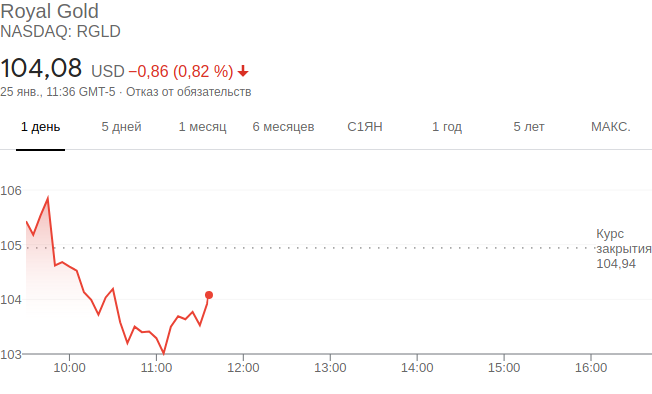 Royal Gold
NASDAQ: RGLD
104,08 USD −0,86 (0,82 %)
25 янв., 11:36 GMT-5 · Отказ от обязательств
1 день 5 дней 1 месяц 6 месяцев С1ЯН 1 год 5 лет МАКС.
106
105
104
103
Курс
закрытия
104,94
10:00 11:00 12:00 13:00 14:00 15:00 16:00